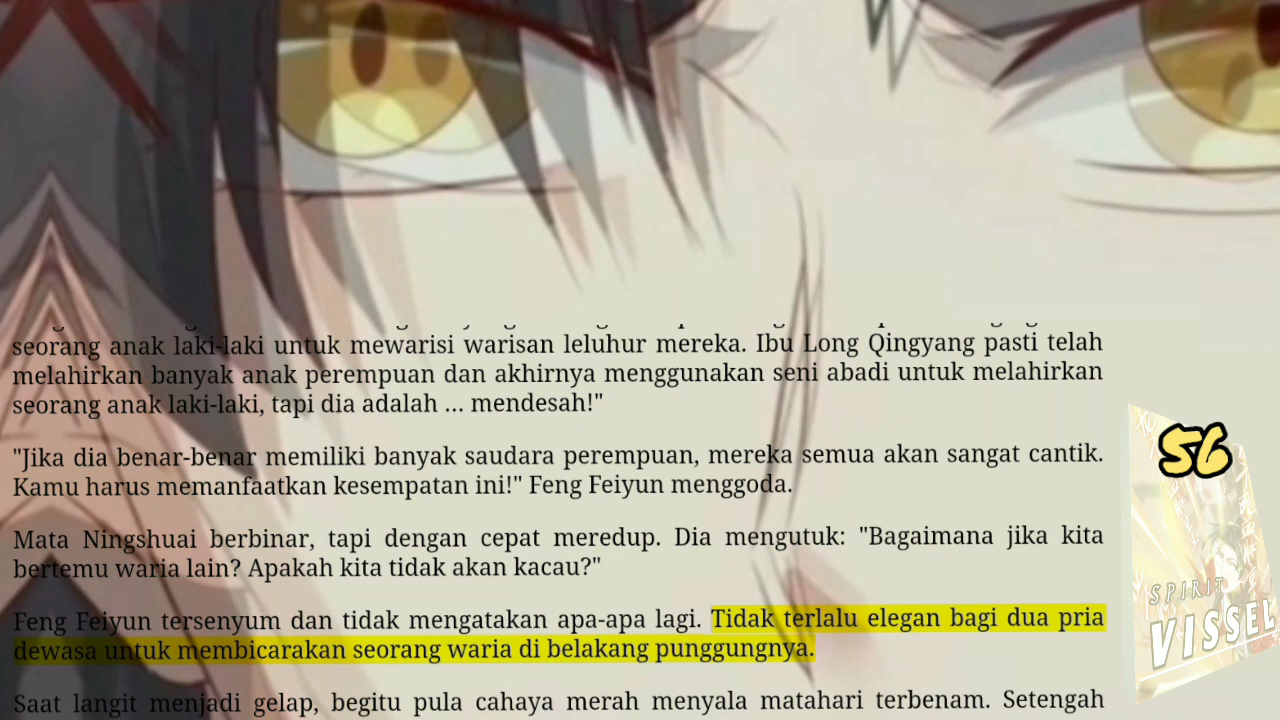 seorang anak laki-laki untuk mewarisi warisan leluhur mereka. Ibu Long Qingyang pasti telah
melahirkan banyak anak perempuan dan akhirnya menggunakan seni abadi untuk melahirkan
seorang anak laki-laki, tapi dia adalah ... mendesah!"
"Jika dia benar-benar memiliki banyak saudara perempuan, mereka semua akan sangat cantik.
Kamu harus memanfaatkan kesempatan ini!" Feng Feiyun menggoda.
Mata Ningshuai berbinar, tapi dengan cepat meredup. Dia mengutuk: "Bagaimana jika kita
bertemu waria lain? Apakah kita tidak akan kacau?"
Feng Feiyun tersenyum dan tidak mengatakan apa-apa lagi. Tidak terlalu elegan bagi dua pria
dewasa untuk membicarakan seorang waria di belakang punggungnya.
Saat langit menjadi gelap, begitu pula cahaya merah menyala matahari terbenam. Setengah
56
SPIRIT
VISSEL